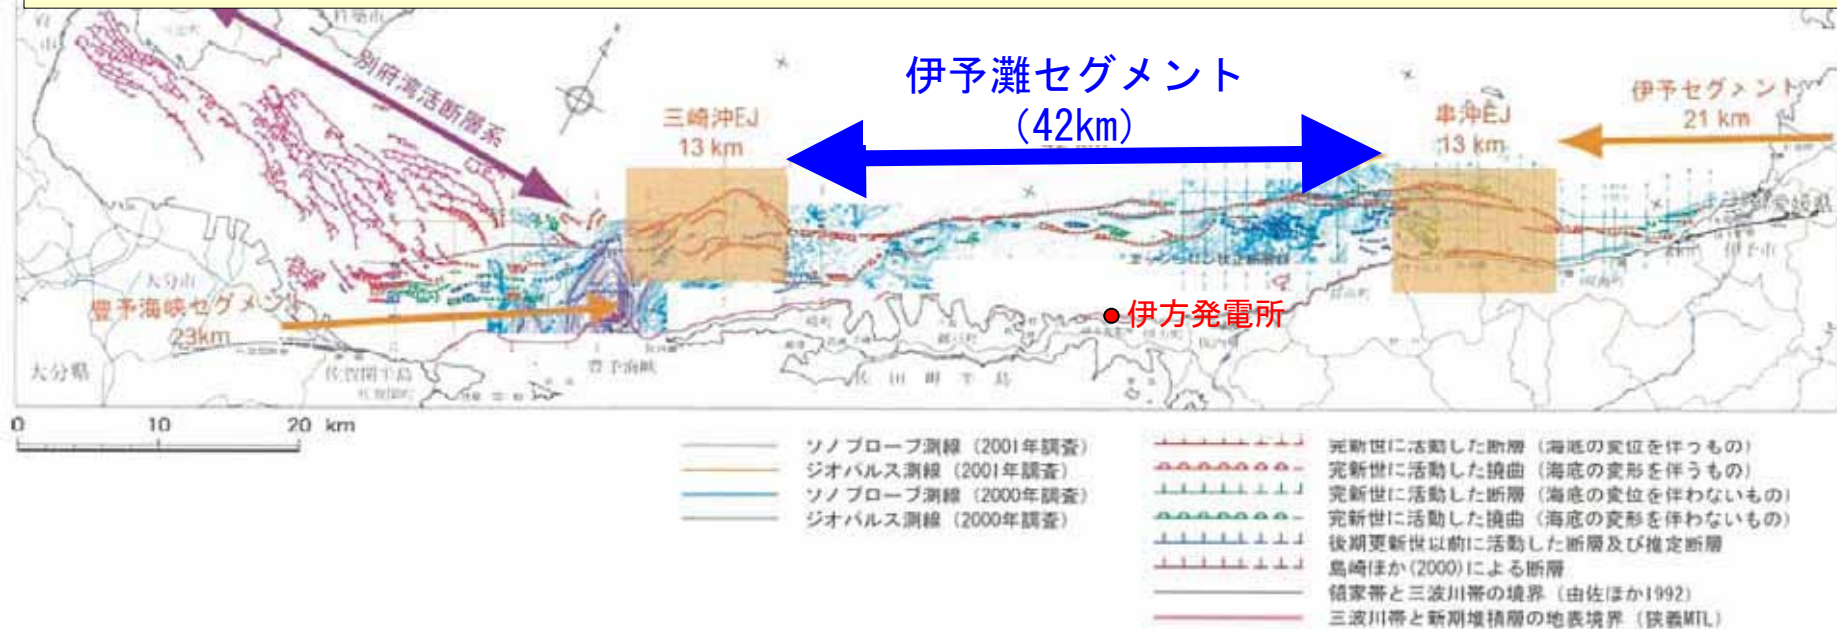 別府湾活断層系
三崎沖EJ
13 km
伊予灘セグメント
(42km)
串沖EJ
13 km
伊予セグメント
21 km
大分市
豊予海峡セグメント
23km
伊方発電所
伊予市
大分県
佐賀関半島
豊予海峡
佐田岬半島
0 10 20 km
ソノプローブ測線（2001年調査）
ジオパルス測線（2001年調査）
ソノプローブ測線（2000年調査）
ジオパルス測線（2000年調査）
完新世に活動した断層（海底の変位を伴うもの）
完新世に活動した撓曲（海底の変形を伴うもの）
完新世に活動した断層（海底の変位を伴わないもの）
完新世に活動した撓曲（海底の変形を伴わないもの）
後期更新世以前に活動した断層及び推定断層
島崎ほか(2000)による断層
領家帯と三波川帯の境界（由佐ほか1992）
三波川帯と新期堆積層の地表境界（狭義MTL）